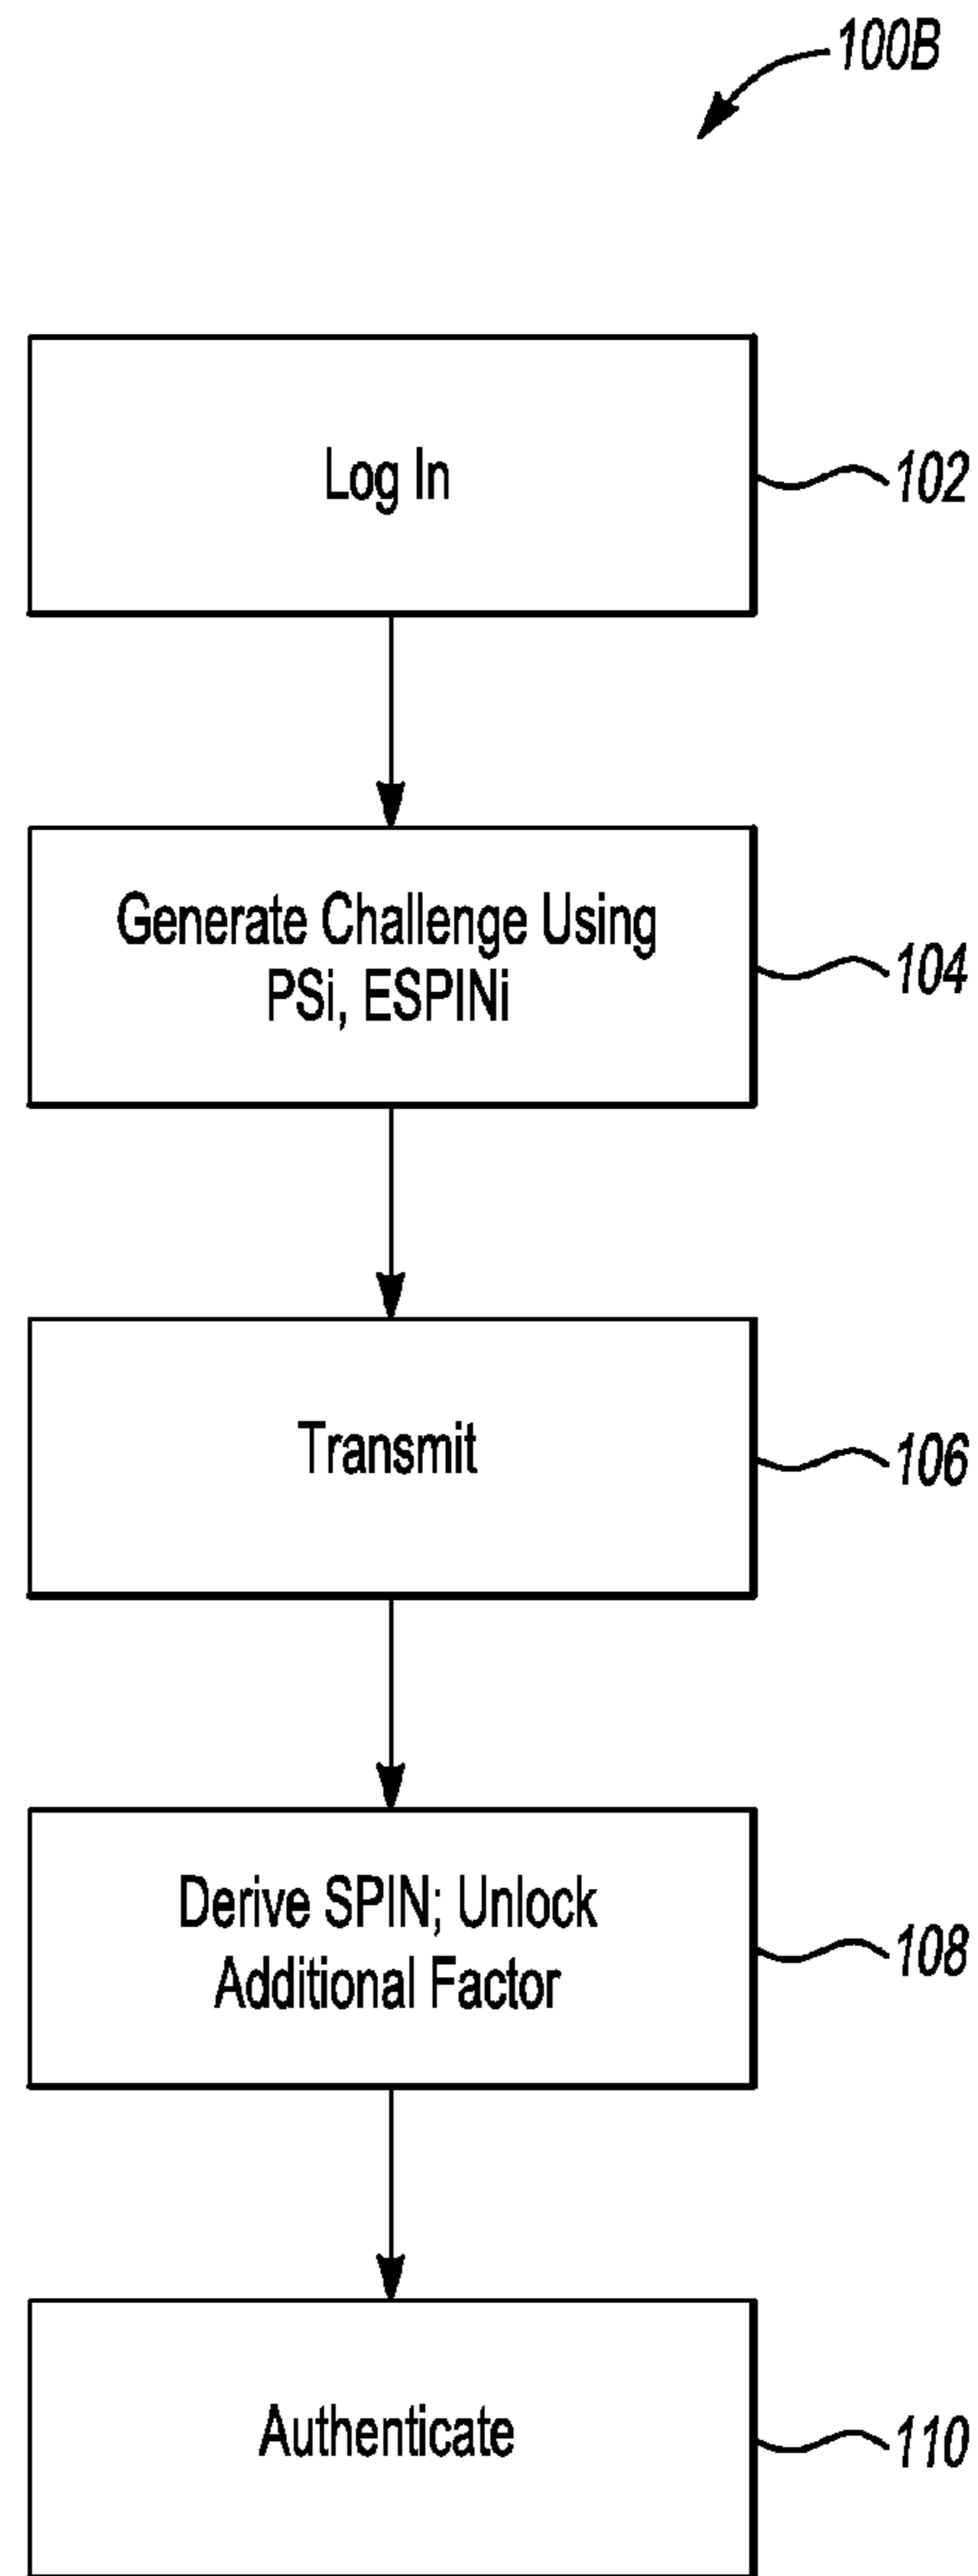 100B
Log In
102
Generate Challenge Using
PSi, ESPINi
104
Transmit
106
Derive SPIN; Unlock
Additional Factor
108
Authenticate
110